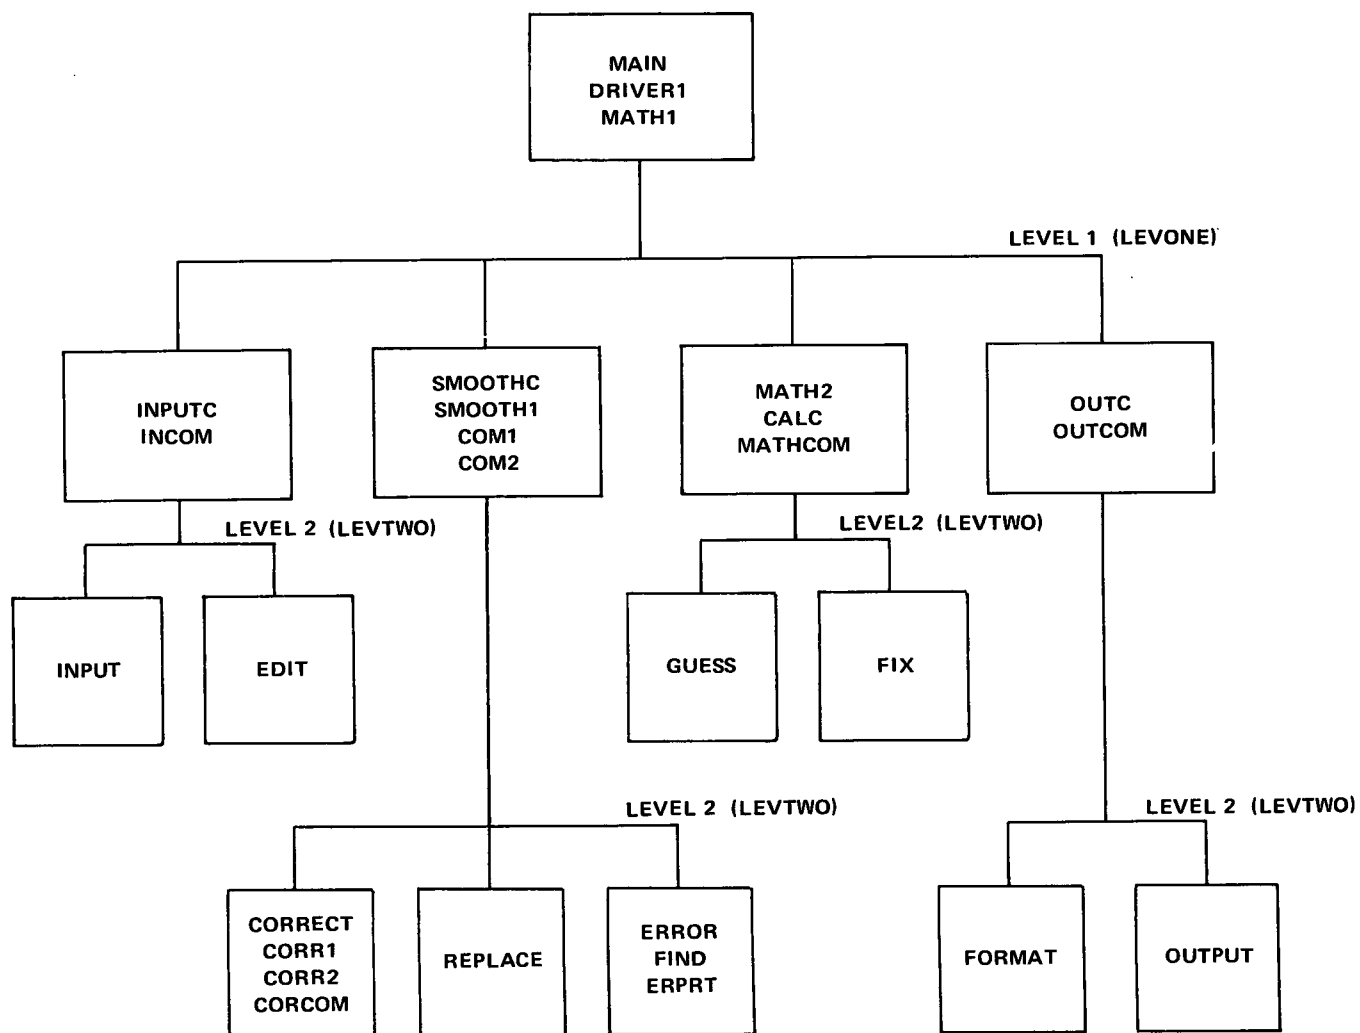 MAIN
DRIVER1
MATH1
LEVEL 1 (LEVONE)
INPUTC
INCOM
SMOOTHC
SMOOTH1
COM1
COM2
MATH2
CALC
MATHCOM
OUTC
OUTCOM
LEVEL 2 (LEVTWO)
LEVEL2 (LEVTWO)
INPUT
EDIT
GUESS
FIX
LEVEL 2 (LEVTWO)
LEVEL 2 (LEVTWO)
CORRECT
CORR1
CORR2
CORCOM
REPLACE
ERROR
FIND
ERPRT
FORMAT
OUTPUT